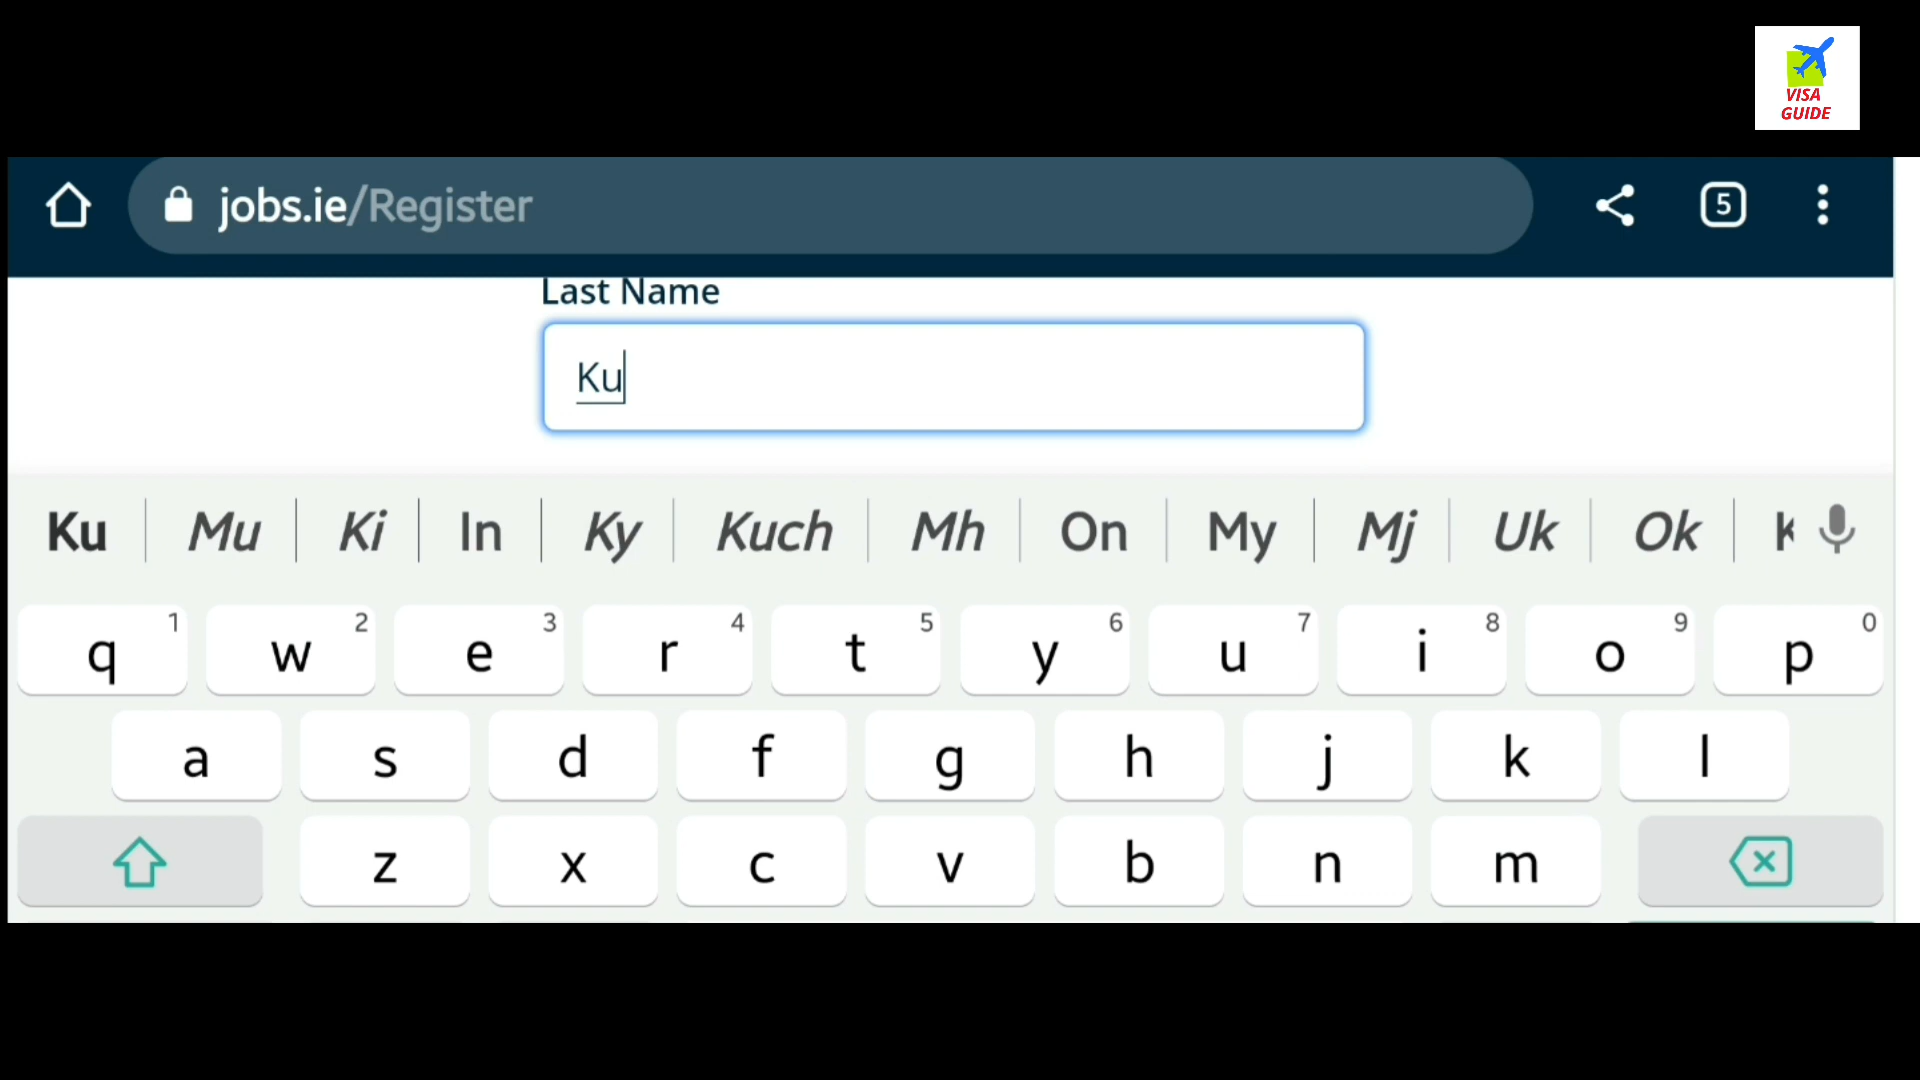 VISA
GUIDE
jobs.ie/Register
5
Last Name
Ku
Ku Mu Ki In Ky Kuch Mh On My Mj Uk Ok
q 1 w 2 e 3 r 4 t 5 y 6 u 7 i 8 o 9 p 0
a s d f g h j k l
z x c v b n m